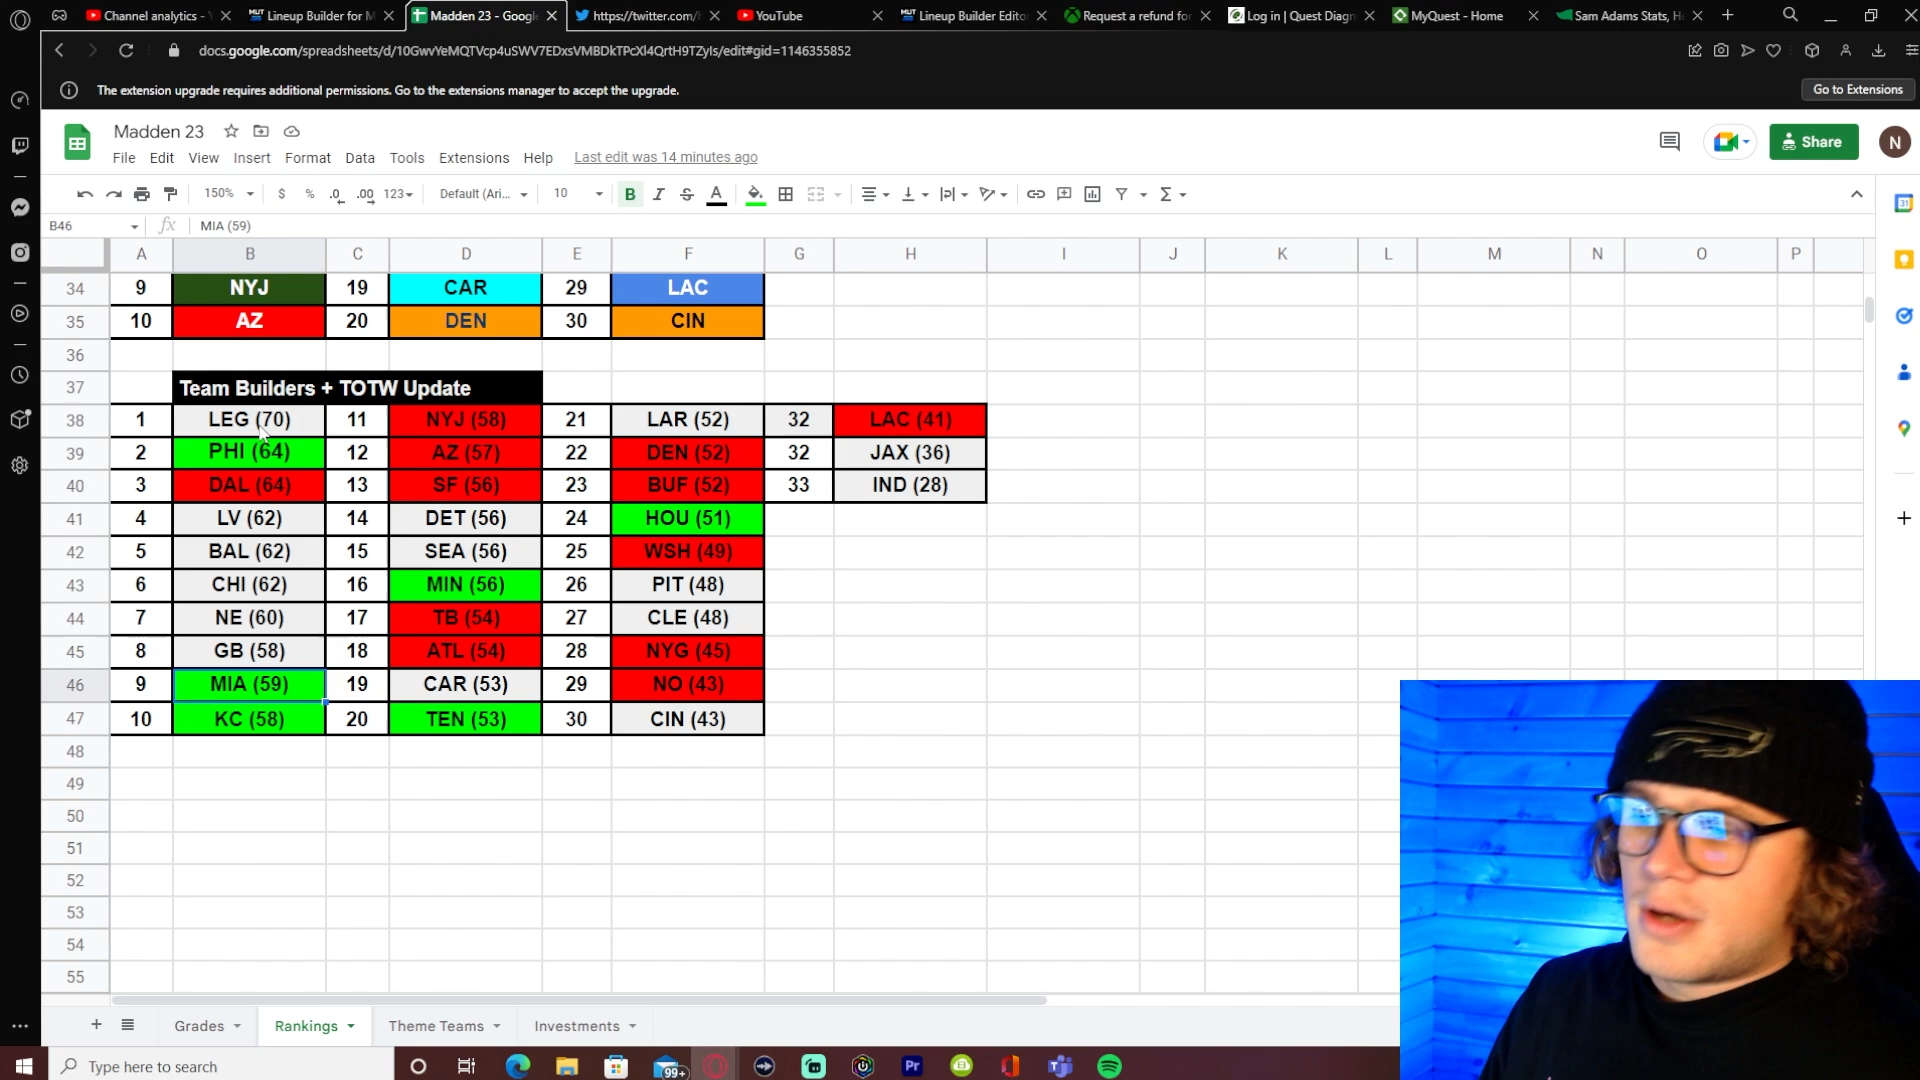 Channel analytics -
Lineup Builder for M
Madden 23 - Google
https://twitter.com/
YouTube
Lineup Builder Edito
Request a refund for
Log in | Quest Diagn
MyQuest - Home
Sam Adams Stats, H
docs.google.com/spreadsheets/d/10GwvYeMQTVcp4uSWV7EDxsVMBDkTPcXl4QrtH9TZyIs/edit#gid=1146355852
The extension upgrade requires additional permissions. Go to the extensions manager to accept the upgrade.
Go to Extensions
Madden 23
File Edit View Insert Format Data Tools Extensions Help Last edit was 14 minutes ago
Share
N
150% $ % .0 .00 123 Default (Ari... 10 B I S A
B46 fx MIA (59)
A B C D E F G H I J K L M N O P
34 9 NYJ 19 CAR 29 LAC
35 10 AZ 20 DEN 30 CIN
36
37 Team Builders + TOTW Update
38 1 LEG (70) 11 NYJ (58) 21 LAR (52) 32 LAC (41)
39 2 PHI (64) 12 AZ (57) 22 DEN (52) 32 JAX (36)
40 3 DAL (64) 13 SF (56) 23 BUF (52) 33 IND (28)
41 4 LV (62) 14 DET (56) 24 HOU (51)
42 5 BAL (62) 15 SEA (56) 25 WSH (49)
43 6 CHI (62) 16 MIN (56) 26 PIT (48)
44 7 NE (60) 17 TB (54) 27 CLE (48)
45 8 GB (58) 18 ATL (54) 28 NYG (45)
46 9 MIA (59) 19 CAR (53) 29 NO (43)
47 10 KC (58) 20 TEN (53) 30 CIN (43)
48
49
50
51
52
53
54
55
Grades Rankings Theme Teams Investments
Type here to search
99+
Pr